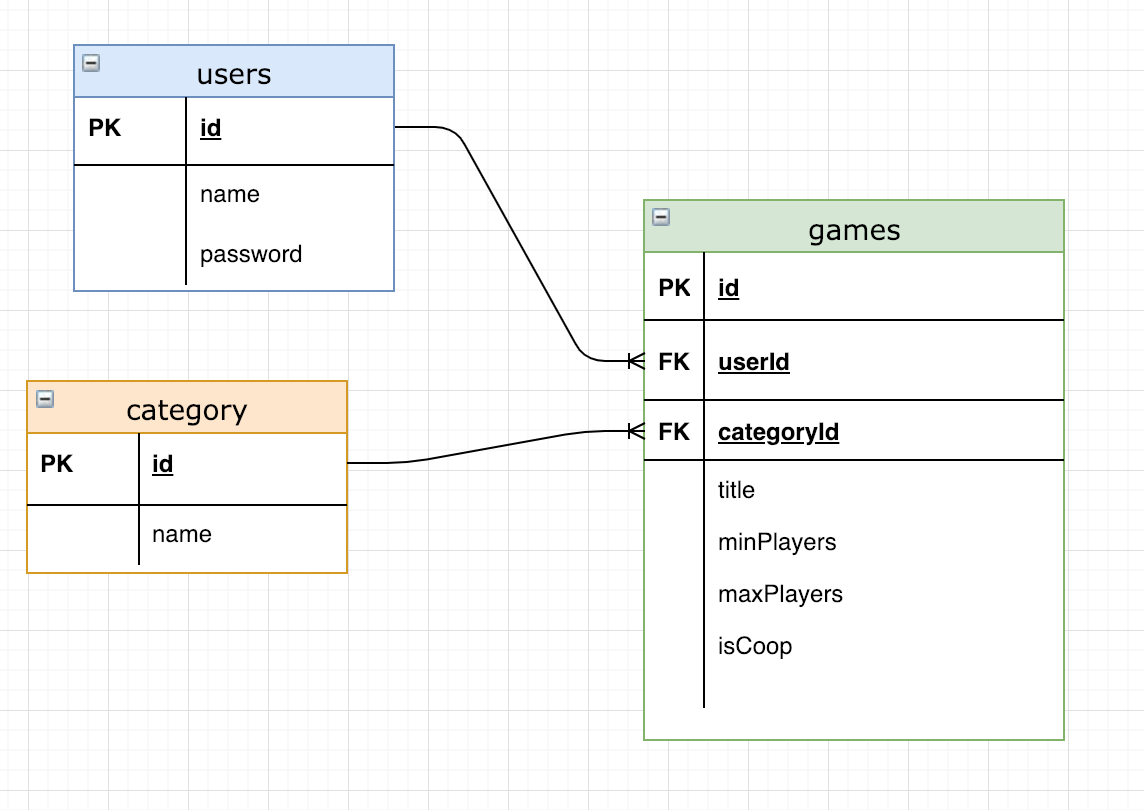 users
PK id
name
password
category
PK id
name
games
PK id
FK userId
FK categoryId
title
minPlayers
maxPlayers
isCoop